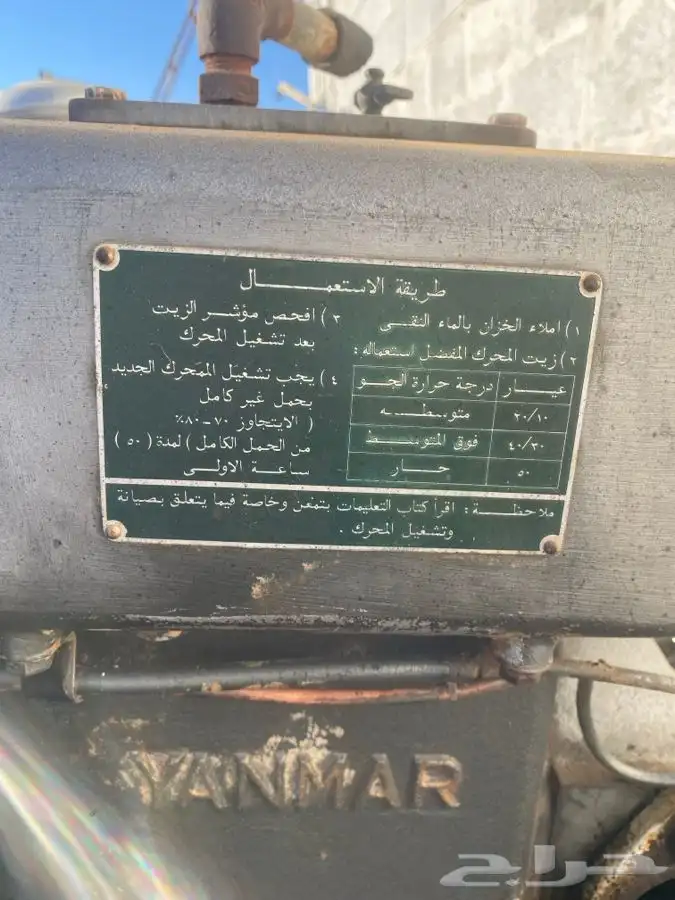 طريقة الاستعمال
١) املاء الخزان بالماء النقي
٢) زيت المحرك المفضل استعماله:
عيار درجة حرارة الجو
٢٠/١٠ متوسطه
٤٠/٣٠ فوق المتوسط
٥٠ حار
٣) افحص مؤشر الزيت
بعد تشغيل المحرك
٤) يجب تشغيل المحرك الجديد
بحمل غير كامل
( الايتجاوز ٧٠-٨٠٪
من الحمل الكامل ) لمدة ( ٥٠ )
ساعة الاولى
ملاحظة: اقرأ كتاب التعليمات بتمعن وخاصة فيما يتعلق بصيانة
وتشغيل المحرك .
YANMAR
حراج